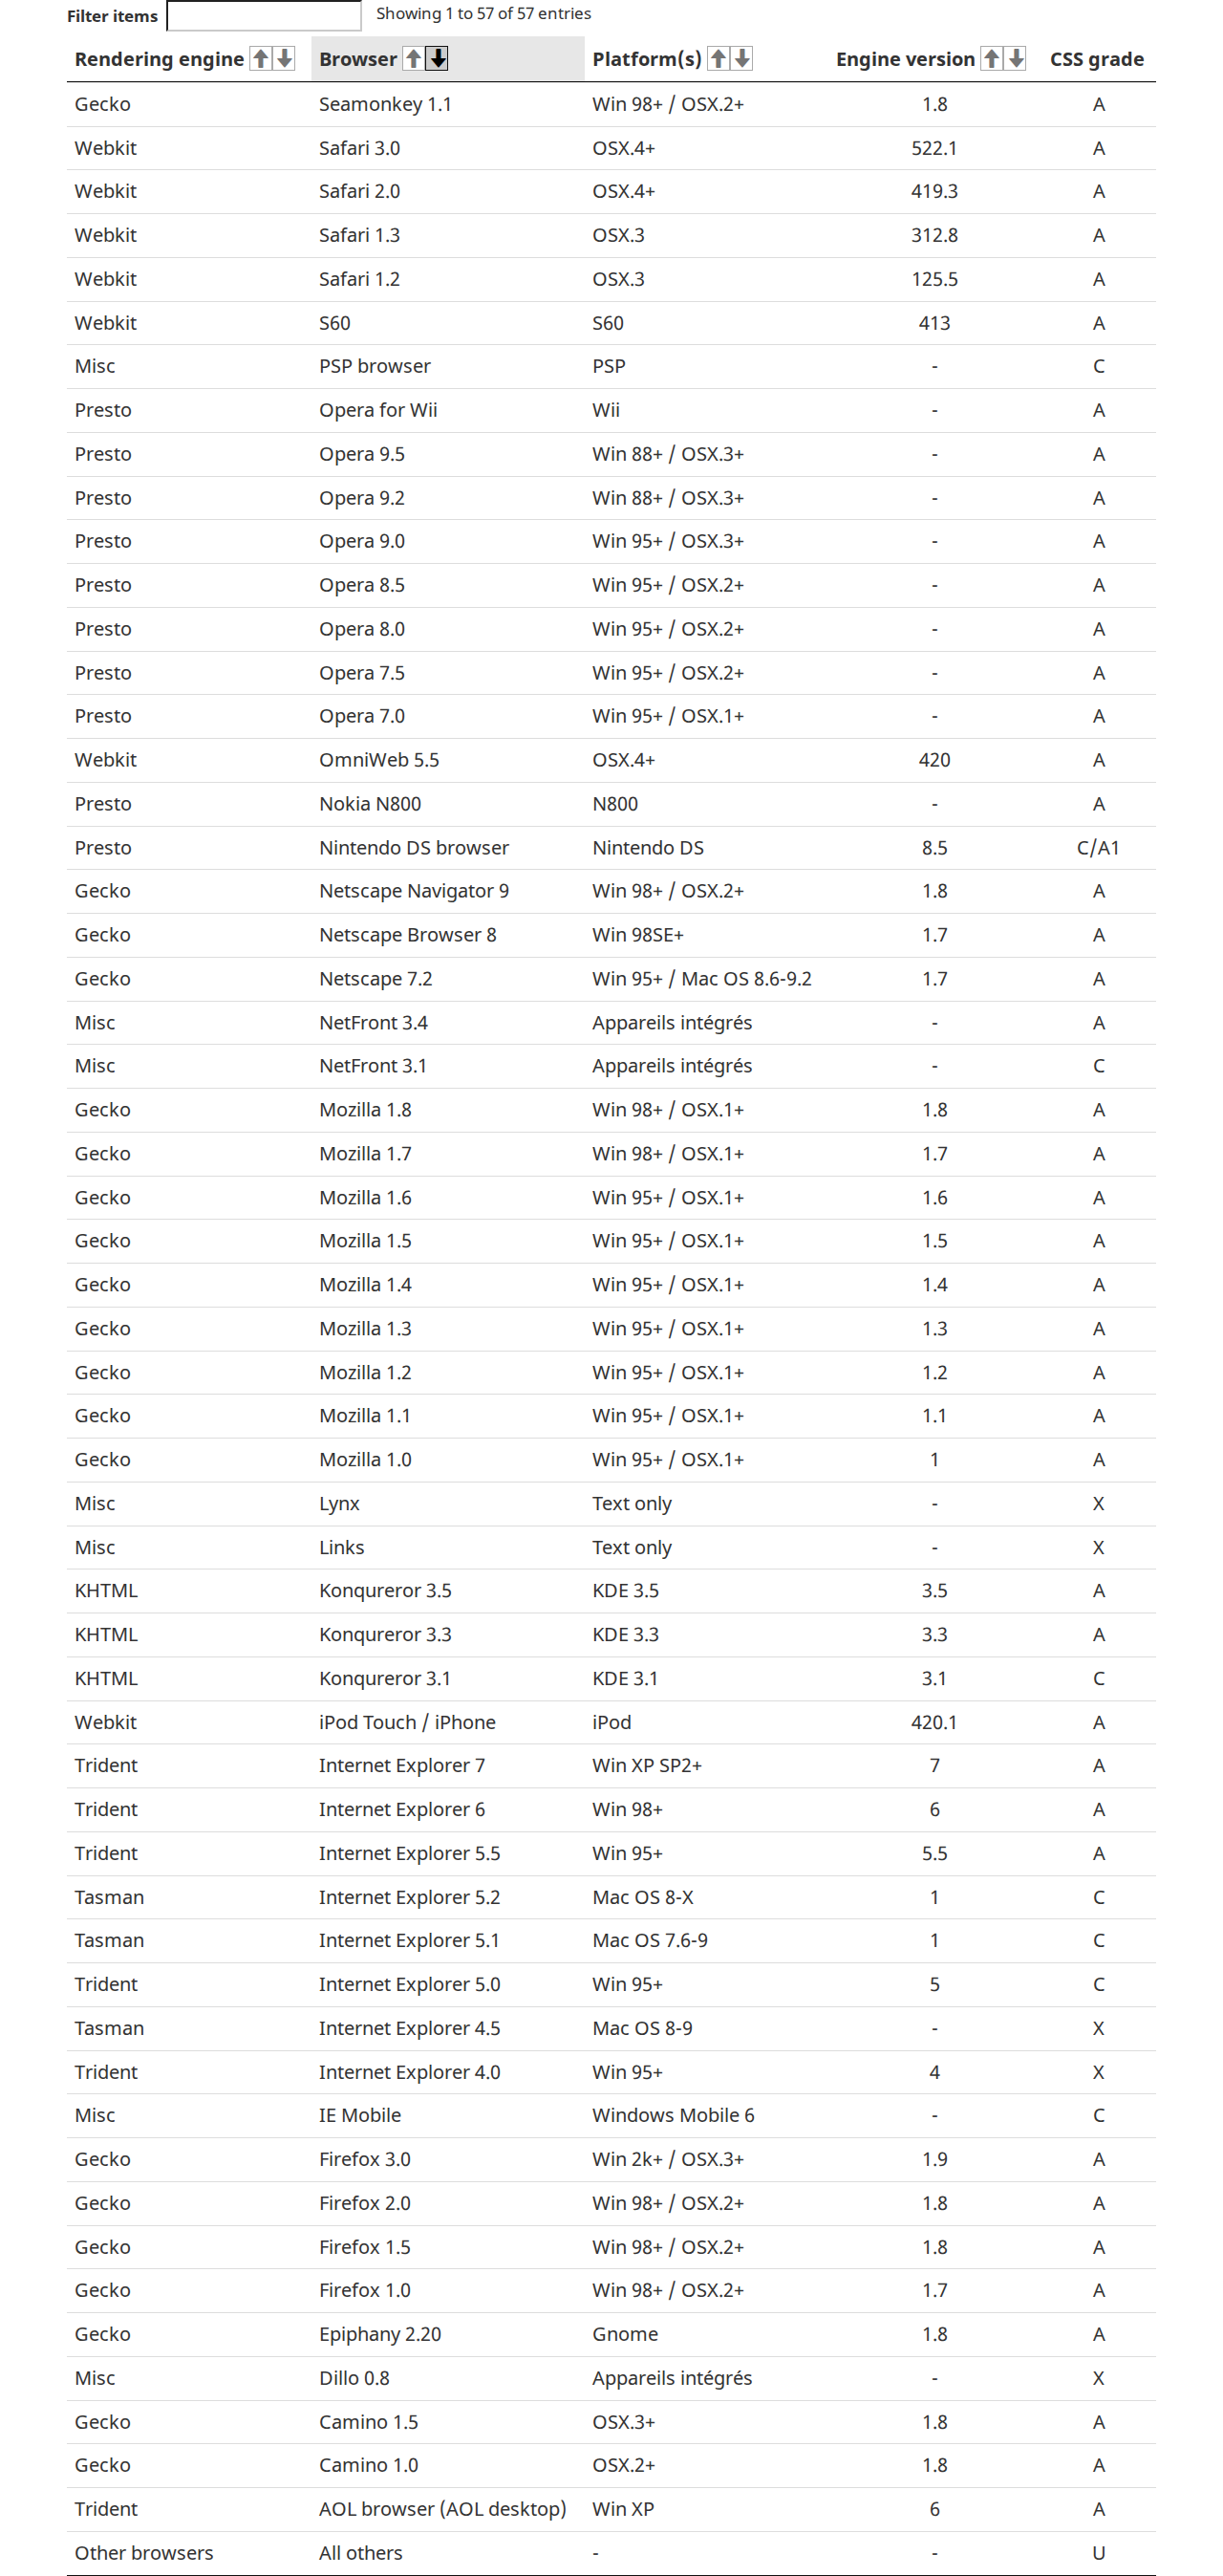 Filter items Showing 1 to 57 of 57 entries
Rendering engine Browser Platform(s) Engine version CSS grade
Gecko Seamonkey 1.1 Win 98+ / OSX.2+ 1.8 A
Webkit Safari 3.0 OSX.4+ 522.1 A
Webkit Safari 2.0 OSX.4+ 419.3 A
Webkit Safari 1.3 OSX.3 312.8 A
Webkit Safari 1.2 OSX.3 125.5 A
Webkit S60 S60 413 A
Misc PSP browser PSP - C
Presto Opera for Wii Wii - A
Presto Opera 9.5 Win 88+ / OSX.3+ - A
Presto Opera 9.2 Win 88+ / OSX.3+ - A
Presto Opera 9.0 Win 95+ / OSX.3+ - A
Presto Opera 8.5 Win 95+ / OSX.2+ - A
Presto Opera 8.0 Win 95+ / OSX.2+ - A
Presto Opera 7.5 Win 95+ / OSX.2+ - A
Presto Opera 7.0 Win 95+ / OSX.1+ - A
Webkit OmniWeb 5.5 OSX.4+ 420 A
Presto Nokia N800 N800 - A
Presto Nintendo DS browser Nintendo DS 8.5 C/A1
Gecko Netscape Navigator 9 Win 98+ / OSX.2+ 1.8 A
Gecko Netscape Browser 8 Win 98SE+ 1.7 A
Gecko Netscape 7.2 Win 95+ / Mac OS 8.6-9.2 1.7 A
Misc NetFront 3.4 Appareils intégrés - A
Misc NetFront 3.1 Appareils intégrés - C
Gecko Mozilla 1.8 Win 98+ / OSX.1+ 1.8 A
Gecko Mozilla 1.7 Win 98+ / OSX.1+ 1.7 A
Gecko Mozilla 1.6 Win 95+ / OSX.1+ 1.6 A
Gecko Mozilla 1.5 Win 95+ / OSX.1+ 1.5 A
Gecko Mozilla 1.4 Win 95+ / OSX.1+ 1.4 A
Gecko Mozilla 1.3 Win 95+ / OSX.1+ 1.3 A
Gecko Mozilla 1.2 Win 95+ / OSX.1+ 1.2 A
Gecko Mozilla 1.1 Win 95+ / OSX.1+ 1.1 A
Gecko Mozilla 1.0 Win 95+ / OSX.1+ 1 A
Misc Lynx Text only - X
Misc Links Text only - X
KHTML Konqureror 3.5 KDE 3.5 3.5 A
KHTML Konqureror 3.3 KDE 3.3 3.3 A
KHTML Konqureror 3.1 KDE 3.1 3.1 C
Webkit iPod Touch / iPhone iPod 420.1 A
Trident Internet Explorer 7 Win XP SP2+ 7 A
Trident Internet Explorer 6 Win 98+ 6 A
Trident Internet Explorer 5.5 Win 95+ 5.5 A
Tasman Internet Explorer 5.2 Mac OS 8-X 1 C
Tasman Internet Explorer 5.1 Mac OS 7.6-9 1 C
Trident Internet Explorer 5.0 Win 95+ 5 C
Tasman Internet Explorer 4.5 Mac OS 8-9 - X
Trident Internet Explorer 4.0 Win 95+ 4 X
Misc IE Mobile Windows Mobile 6 - C
Gecko Firefox 3.0 Win 2k+ / OSX.3+ 1.9 A
Gecko Firefox 2.0 Win 98+ / OSX.2+ 1.8 A
Gecko Firefox 1.5 Win 98+ / OSX.2+ 1.8 A
Gecko Firefox 1.0 Win 98+ / OSX.2+ 1.7 A
Gecko Epiphany 2.20 Gnome 1.8 A
Misc Dillo 0.8 Appareils intégrés - X
Gecko Camino 1.5 OSX.3+ 1.8 A
Gecko Camino 1.0 OSX.2+ 1.8 A
Trident AOL browser (AOL desktop) Win XP 6 A
Other browsers All others - - U